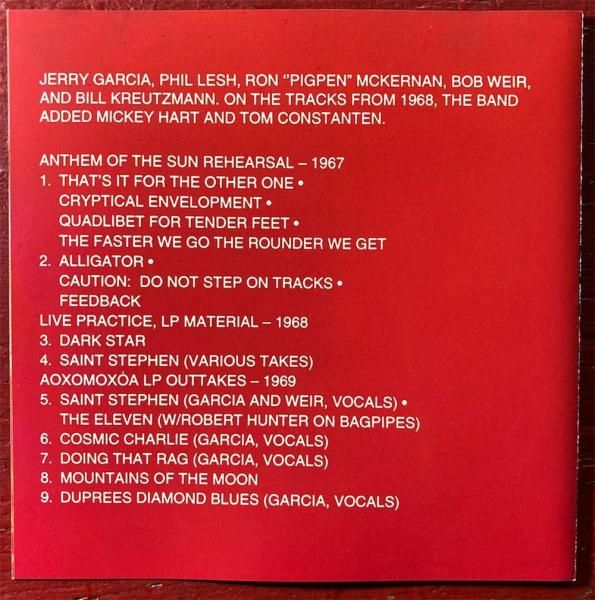 JERRY GARCIA, PHIL LESH, RON "PIGPEN" MCKERNAN, BOB WEIR,
AND BILL KREUTZMANN. ON THE TRACKS FROM 1968, THE BAND
ADDED MICKEY HART AND TOM CONSTANTEN.
ANTHEM OF THE SUN REHEARSAL – 1967
1. THAT'S IT FOR THE OTHER ONE •
CRYPTICAL ENVELOPMENT •
QUADLIBET FOR TENDER FEET •
THE FASTER WE GO THE ROUNDER WE GET
2. ALLIGATOR •
CAUTION: DO NOT STEP ON TRACKS •
FEEDBACK
LIVE PRACTICE, LP MATERIAL – 1968
3. DARK STAR
4. SAINT STEPHEN (VARIOUS TAKES)
AOXOMOXÒA LP OUTTAKES – 1969
5. SAINT STEPHEN (GARCIA AND WEIR, VOCALS) •
THE ELEVEN (W/ROBERT HUNTER ON BAGPIPES)
6. COSMIC CHARLIE (GARCIA, VOCALS)
7. DOING THAT RAG (GARCIA, VOCALS)
8. MOUNTAINS OF THE MOON
9. DUPREES DIAMOND BLUES (GARCIA, VOCALS)